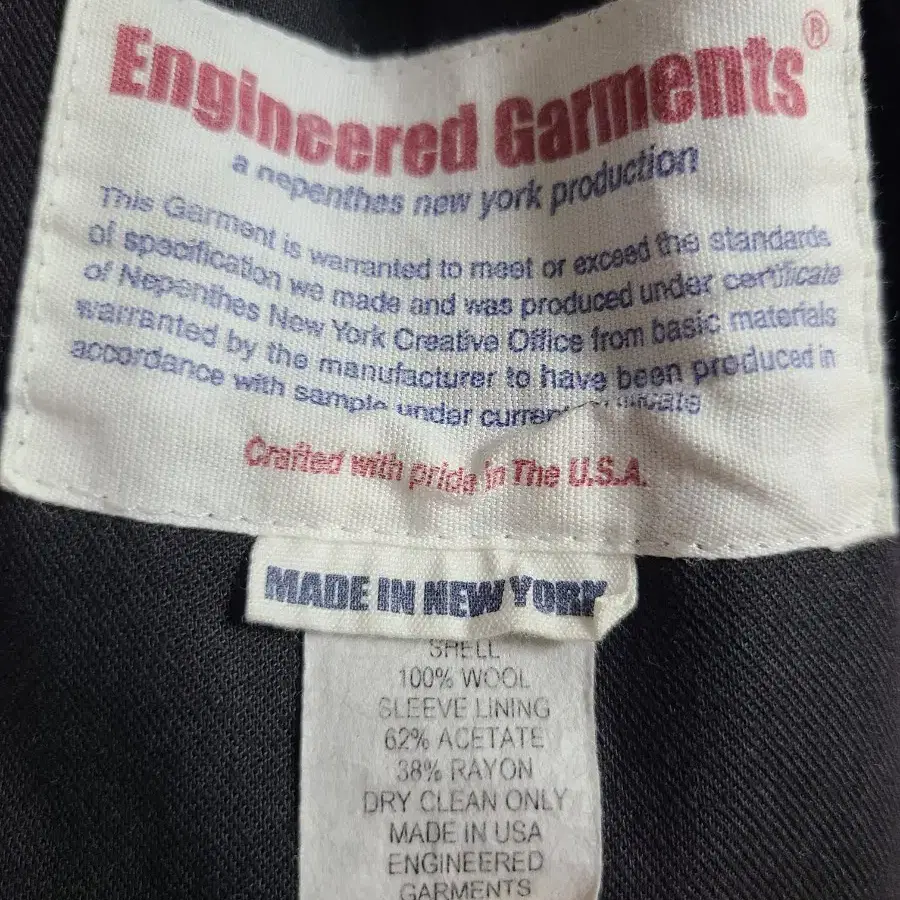 Engineered Garments®
a nepenthes new york production
This Garment is warranted to meet or exceed the standards
of specification we made and was produced under certificate
of Nepenthes New York Creative Office from basic materials
warranted by the manufacturer to have been produced in
accordance with sample under current
Crafted with pride in The U.S.A.
MADE IN NEW YORK
SHELL
100% WOOL
SLEEVE LINING
62% ACETATE
38% RAYON
DRY CLEAN ONLY
MADE IN USA
ENGINEERED
GARMENTS